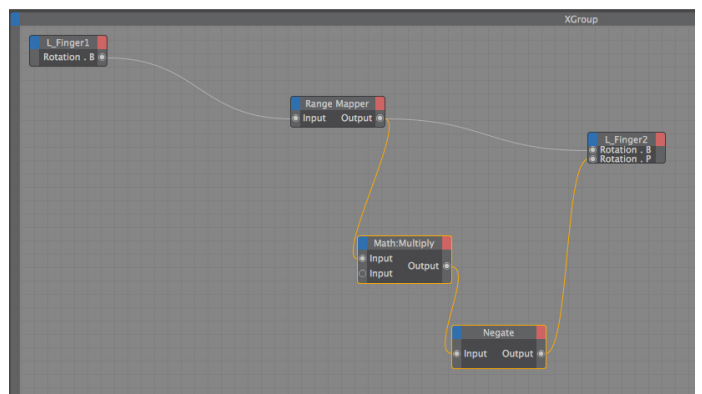 XGroup
L_Finger1
Rotation . B
Range Mapper
Input Output
L_Finger2
Rotation . B
Rotation . P
Math:Multiply
Input
Output
Input
Negate
Input Output